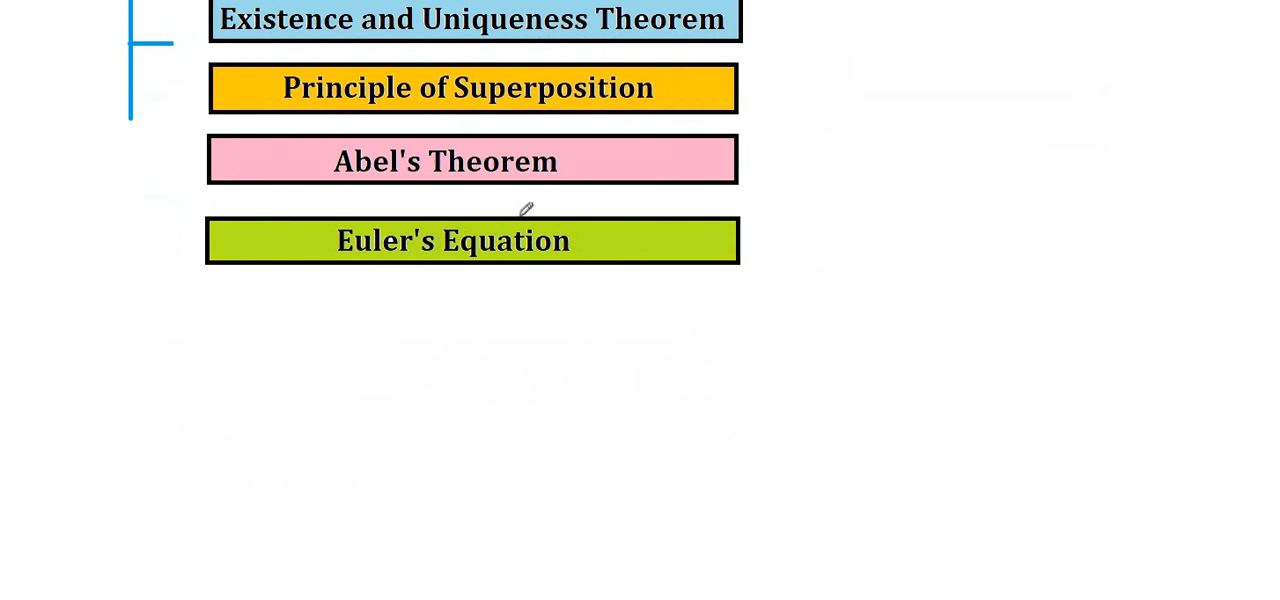 Existence and Uniqueness Theorem
Principle of Superposition
Abel's Theorem
Euler's Equation